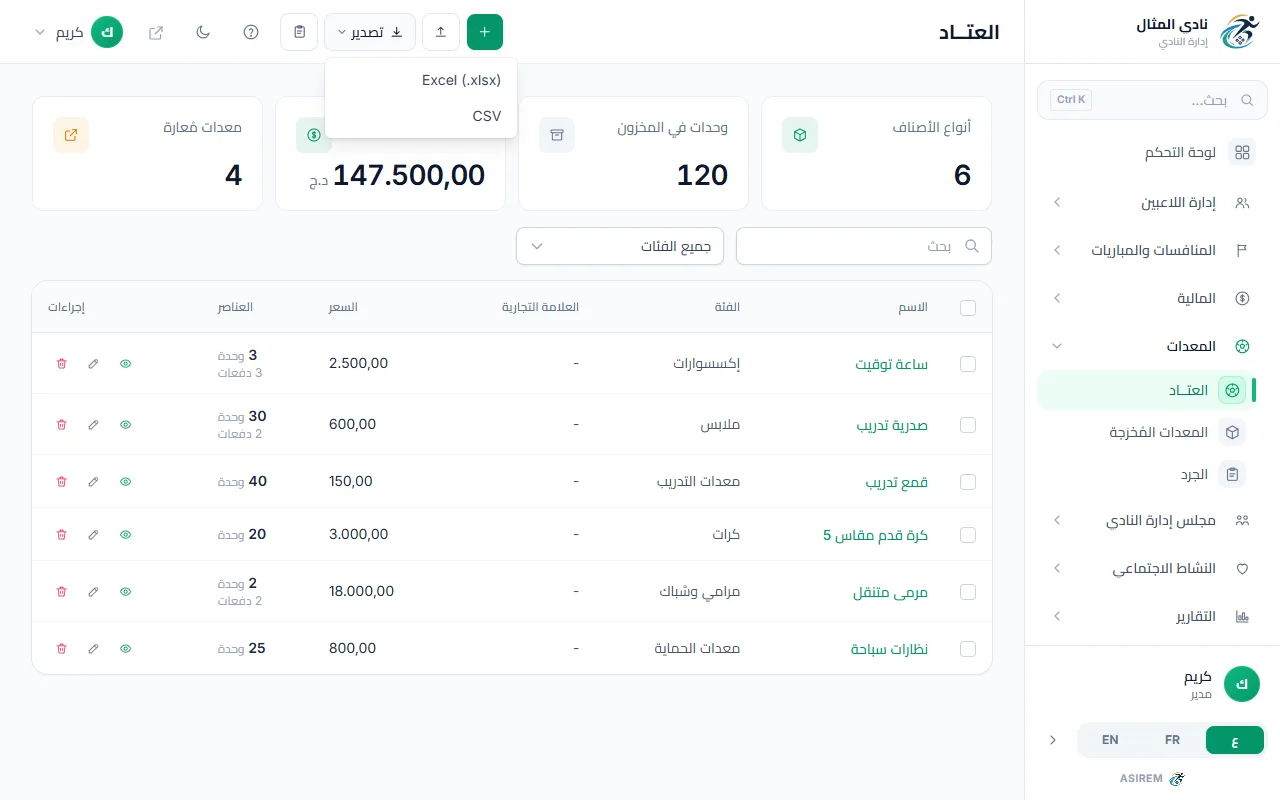 نادي المثال
إدارة النادي
بحث...
Ctrl K
لوحة التحكم
إدارة اللاعبين
المنافسات والمباريات
المالية
المعدات
العتــاد
المعدات المُخرجة
الجرد
مجلس إدارة النادي
النشاط الاجتماعي
التقارير
ك
كريم
مدير
ع
FR
EN
ASIREM
العتــاد
تصدير
ك
كريم
Excel (.xlsx)
CSV
أنواع الأصناف
6
وحدات في المخزون
120
147.500,00 د.ج
معدات مُعارة
4
بحث
جميع الفئات
الاسم الفئة العلامة التجارية السعر العناصر إجراءات
ساعة توقيت إكسسوارات - 2.500,00 3 وحدة
3 دفعات
صدرية تدريب ملابس - 600,00 30 وحدة
2 دفعات
قمع تدريب معدات التدريب - 150,00 40 وحدة
كرة قدم مقاس 5 كرات - 3.000,00 20 وحدة
مرمى متنقل مرامي وشباك - 18.000,00 2 وحدة
2 دفعات
نظارات سباحة معدات الحماية - 800,00 25 وحدة